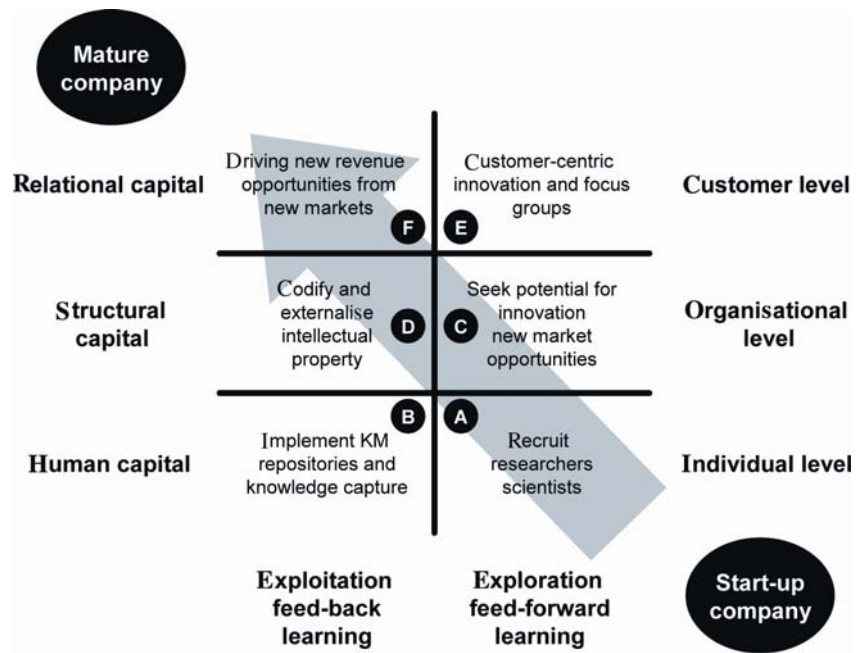 Mature
company
Relational capital
Driving new revenue
opportunities from
new markets
F
E
Customer-centric
innovation and focus
groups
Customer level
Structural
capital
Codify and
externalise
intellectual
property
D
C
Seek potential for
innovation
new market
opportunities
Organisational
level
Human capital
B
A
Implement KM
repositories and
knowledge capture
Recruit
researchers
scientists
Individual level
Exploitation
feed-back
learning
Exploration
feed-forward
learning
Start-up
company